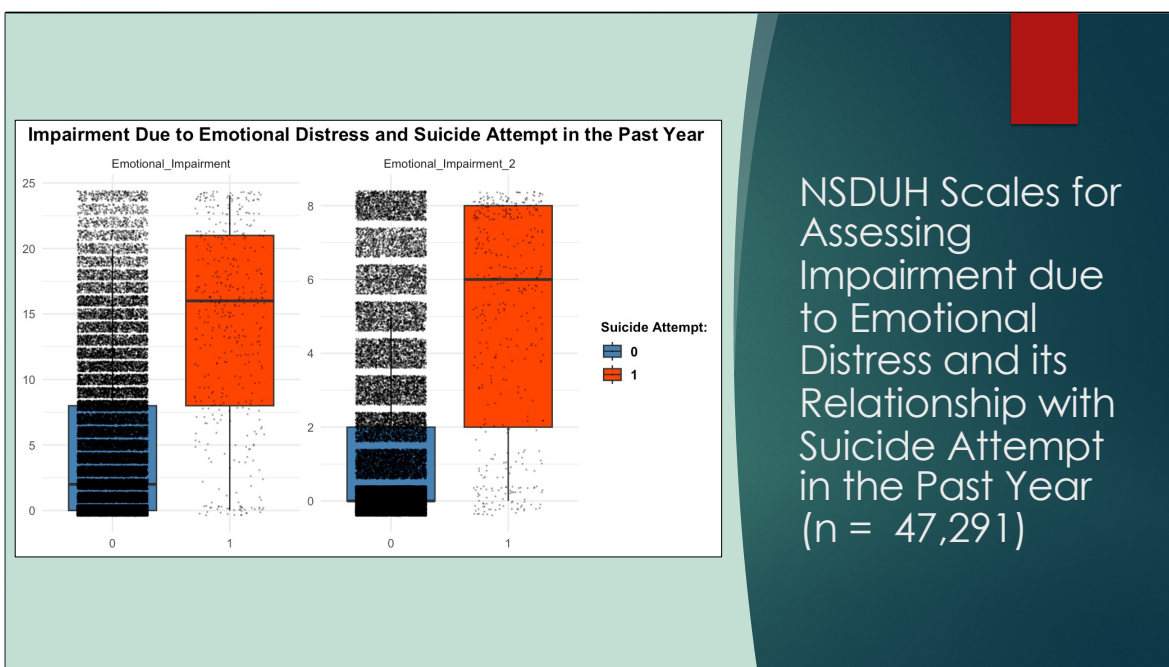 Impairment Due to Emotional Distress and Suicide Attempt in the Past Year
Emotional_Impairment
Emotional_Impairment_2
25
20
15
10
5
0
0
1
8
6
4
2
0
0
1
Suicide Attempt:
0
1
NSDUH Scales for
Assessing
Impairment due
to Emotional
Distress and its
Relationship with
Suicide Attempt
in the Past Year
(n =  47,291)